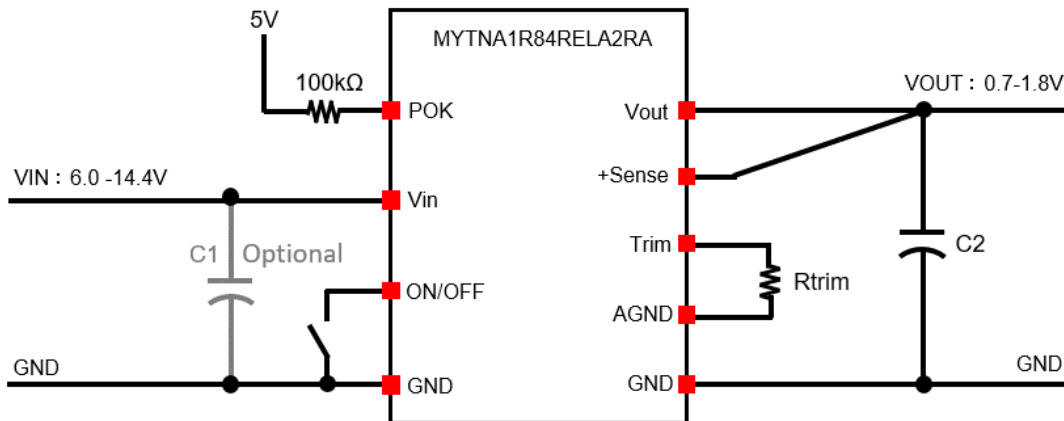 5V
MYTNA1R84RELA2RA
100kΩ
VOUT : 0.7-1.8V
POK
Vout
VIN : 6.0 -14.4V
+Sense
Vin
C1 Optional
Trim
C2
Rtrim
ON/OFF
AGND
GND
GND
GND
GND